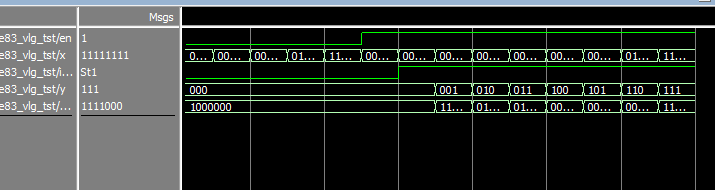 Msgs
e83_vlg_tst/en 1
e83_vlg_tst/x 11111111 0... 00... 00... 01... 11... 00... 00... 00... 00... 00... 00... 01... 11...
e83_vlg_tst/i... St1
e83_vlg_tst/y 111 000 001 010 011 100 101 110 111
e83_vlg_tst/... 1111000 1000000 11... 01... 01... 00... 00... 00... 11...